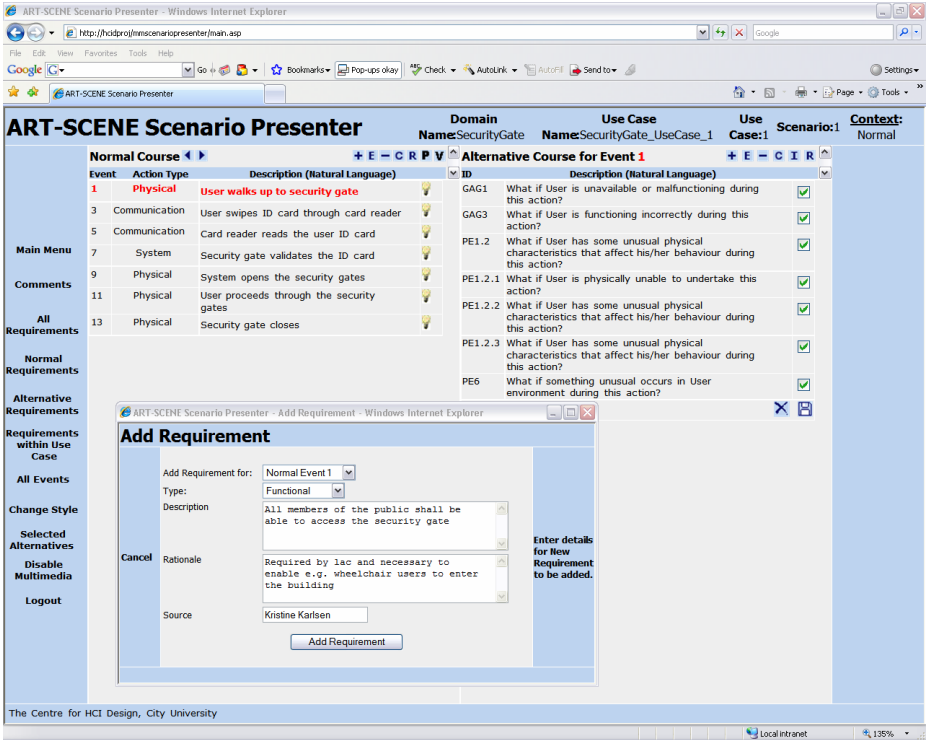 ART-SCENE Scenario Presenter - Windows Internet Explorer
http://hcidproj/mmscenariopresenter/main.asp
Google
File Edit View Favorites Tools Help
Google G Go Bookmarks Pop-ups okay ABC Check AutoLink AutoFill Send to Settings
ART-SCENE Scenario Presenter
Page Tools »
ART-SCENE Scenario Presenter
Domain Name:SecurityGate
Use Case Name:SecurityGate_UseCase_1
Use Case:1
Scenario:1
Context: Normal
Main Menu
Comments
All
Requirements
Normal
Requirements
Alternative
Requirements
Requirements
within Use
Case
All Events
Change Style
Selected
Alternatives
Disable
Multimedia
Logout
Normal Course + E − C R P V
Event Action Type Description (Natural Language)
1 Physical User walks up to security gate
3 Communication User swipes ID card through card reader
5 Communication Card reader reads the user ID card
7 System Security gate validates the ID card
9 Physical System opens the security gates
11 Physical User proceeds through the security
gates
13 Physical Security gate closes
Alternative Course for Event 1 + E − C I R
ID Description (Natural Language)
GAG1 What if User is unavailable or malfunctioning during
this action?
GAG3 What if User is functioning incorrectly during this
action?
PE1.2 What if User has some unusual physical
characteristics that affect his/her behaviour during
this action?
PE1.2.1 What if User is physically unable to undertake this
action?
PE1.2.2 What if User has some unusual physical
characteristics that affect his/her behaviour during
this action?
PE1.2.3 What if User has some unusual physical
characteristics that affect his/her behaviour during
this action?
PE6 What if something unusual occurs in User
environment during this action?
ART-SCENE Scenario Presenter - Add Requirement - Windows Internet Explorer
Add Requirement
Cancel
Add Requirement for: Normal Event 1
Type: Functional
Description All members of the public shall be
able to access the security gate
Rationale Required by lac and necessary to
enable e.g. wheelchair users to enter
the building
Source Kristine Karlsen
Add Requirement
Enter details
for New
Requirement
to be added.
The Centre for HCI Design, City University
Local intranet 135%